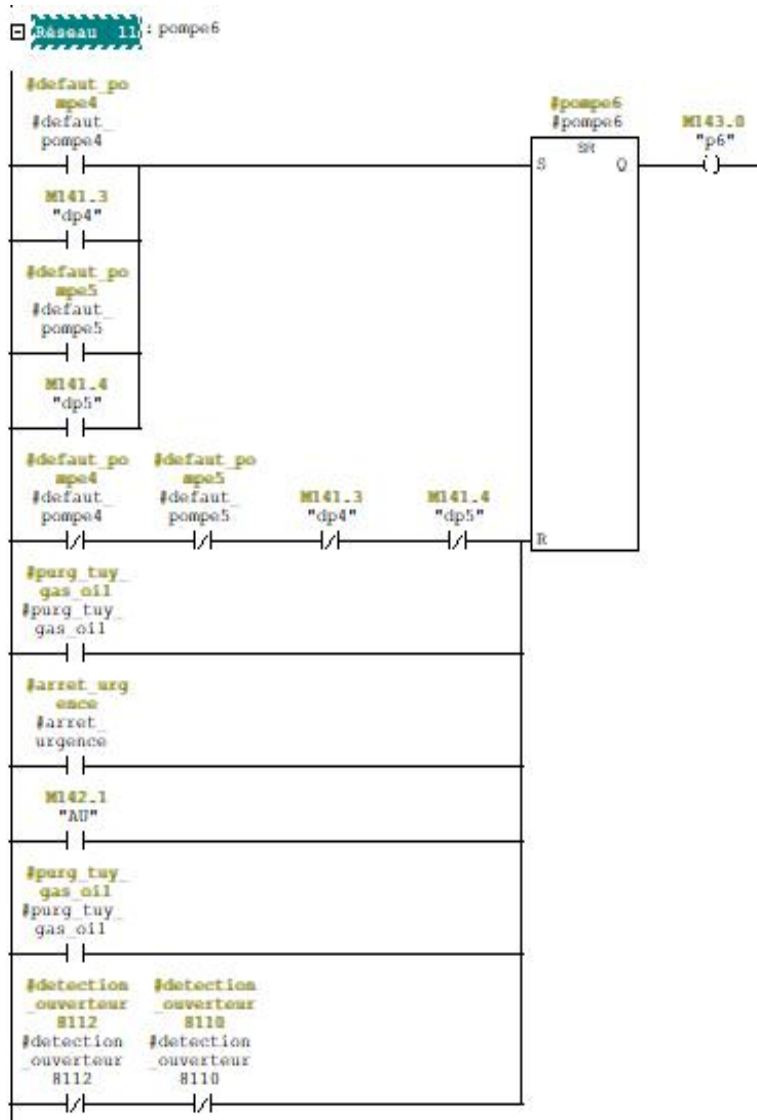 Réseau 11 : pompe6
#defaut_po
mpe4
#defaut_
pompe4
#pompe6
#pompe6
M143.0
"p6"
SR
S Q
M141.3
"dp4"
#defaut_po
mpe5
#defaut_
pompe5
M141.4
"dp5"
#defaut_po
mpe4
#defaut_
pompe4
#defaut_po
mpe5
#defaut_
pompe5
M141.3
"dp4"
M141.4
"dp5"
R
#purg_tuy_
gas_oil
#purg_tuy_
gas_oil
#arret_urg
ence
#arret_
urgence
M142.1
"AU"
#purg_tuy_
gas_oil
#purg_tuy_
gas_oil
#detection
_ouverteur
8112
#detection
_ouverteur
8112
#detection
_ouverteur
8110
#detection
_ouverteur
8110